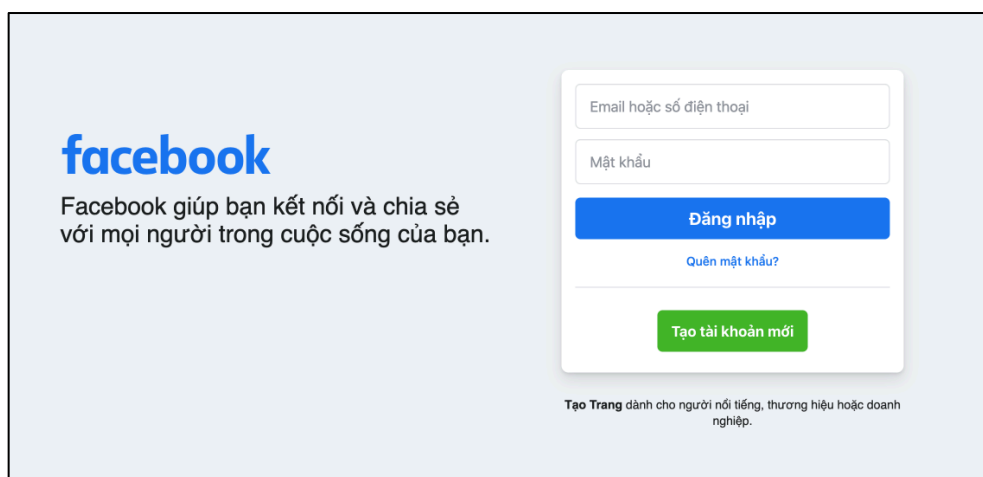 facebook
Facebook giúp bạn kết nối và chia sẻ
với mọi người trong cuộc sống của bạn.
Email hoặc số điện thoại
Mật khẩu
Đăng nhập
Quên mật khẩu?
Tạo tài khoản mới
Tạo Trang dành cho người nổi tiếng, thương hiệu hoặc doanh
nghiệp.